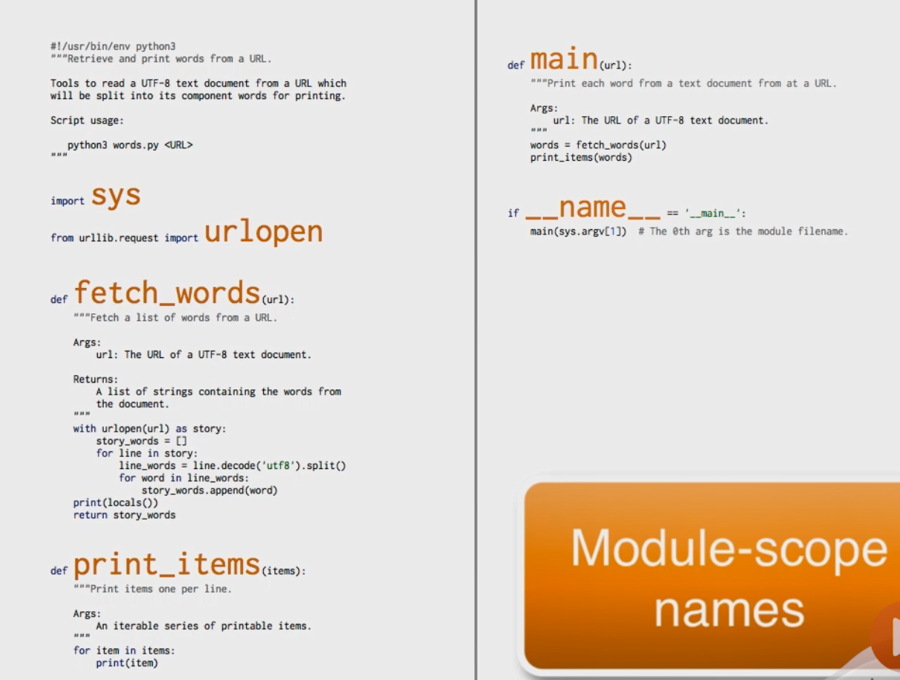 #!/usr/bin/env python3
"""Retrieve and print words from a URL.
Tools to read a UTF-8 text document from a URL which
will be split into its component words for printing.
Script usage:
python3 words.py <URL>
"""
import sys
from urllib.request import urlopen
def fetch_words(url):
"""Fetch a list of words from a URL.
Args:
url: The URL of a UTF-8 text document.
Returns:
A list of strings containing the words from
the document.
"""
with urlopen(url) as story:
story_words = []
for line in story:
line_words = line.decode('utf8').split()
for word in line_words:
story_words.append(word)
print(locals())
return story_words
def print_items(items):
"""Print items one per line.
Args:
An iterable series of printable items.
"""
for item in items:
print(item)
def main(url):
"""Print each word from a text document from at a URL.
Args:
url: The URL of a UTF-8 text document.
"""
words = fetch_words(url)
print_items(words)
if __name__ == '__main__':
main(sys.argv[1]) # The 0th arg is the module filename.
Module-scope
names